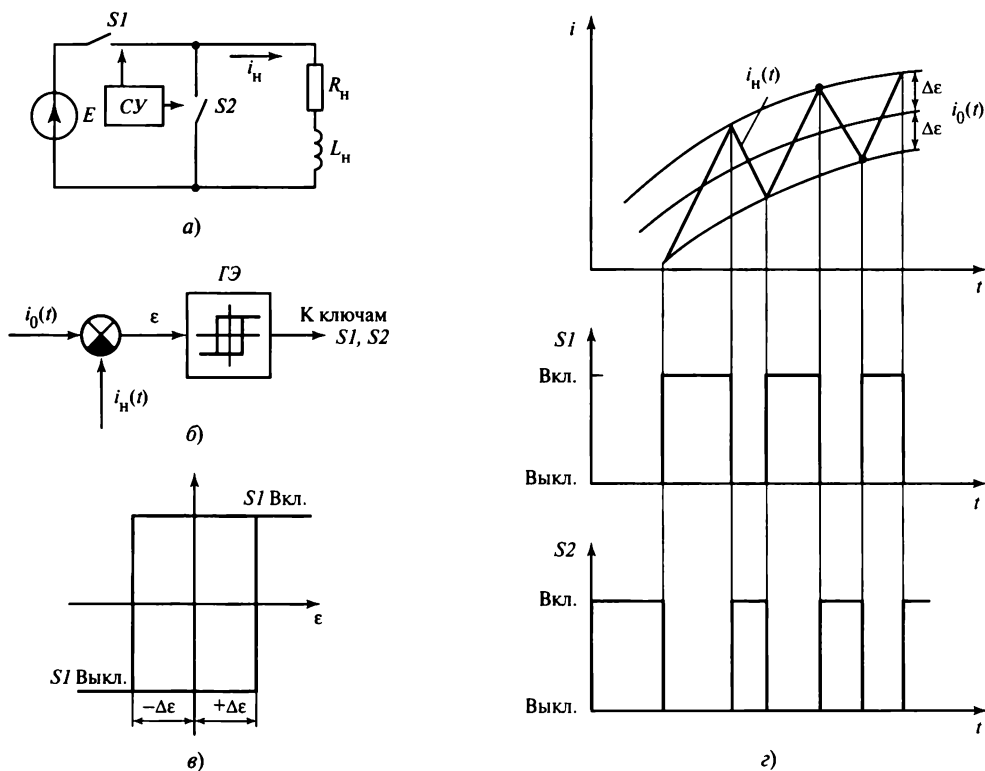 S1
iн
E
СУ
S2
Rн
Lн
а)
i0(t)
ε
ГЭ
К ключам
S1, S2
iн(t)
б)
S1 Вкл.
ε
S1 Выкл.
−Δε
+Δε
в)
i
iн(t)
Δε
i0(t)
Δε
t
S1
Вкл.
Выкл.
t
S2
Вкл.
Выкл.
t
г)